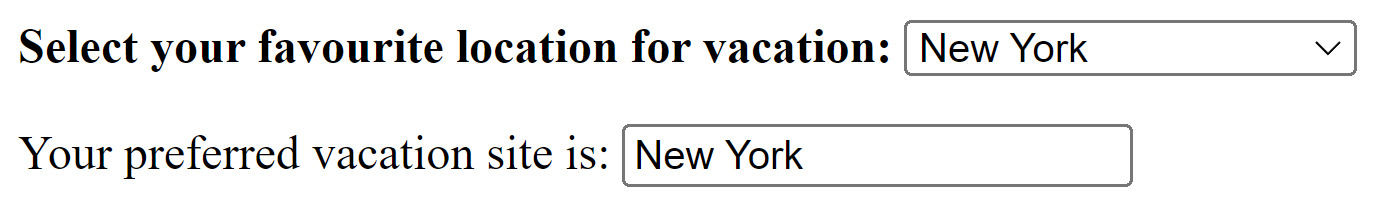 Select your favourite location for vacation: New York
Your preferred vacation site is: New York